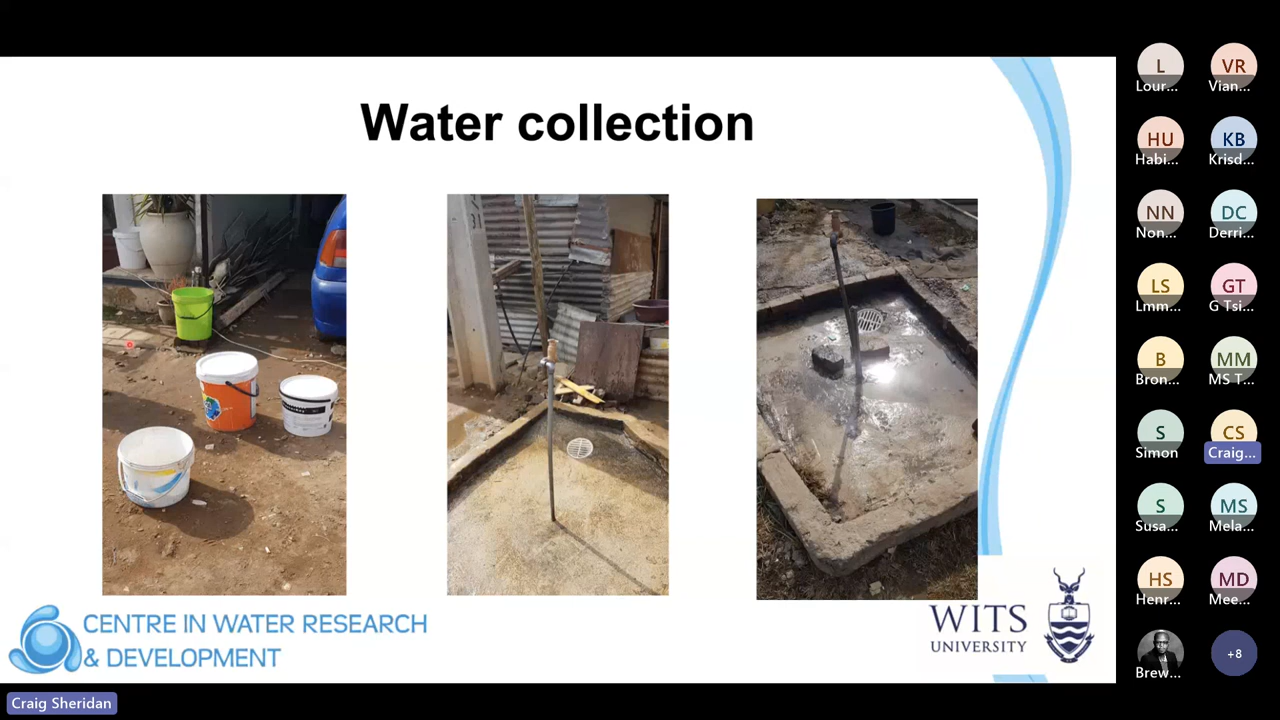 Water collection
CENTRE IN WATER RESEARCH
& DEVELOPMENT
WITS
UNIVERSITY
Craig Sheridan
L
Lour...
VR
Vian...
HU
Habi...
KB
Krisd...
NN
Non...
DC
Derri...
LS
Lmm...
GT
G Tsi...
B
Bron...
MM
MS T...
S
Simon
CS
Craig...
S
Susa...
MS
Mela...
HS
Henr...
MD
Mee...
Brew...
+8